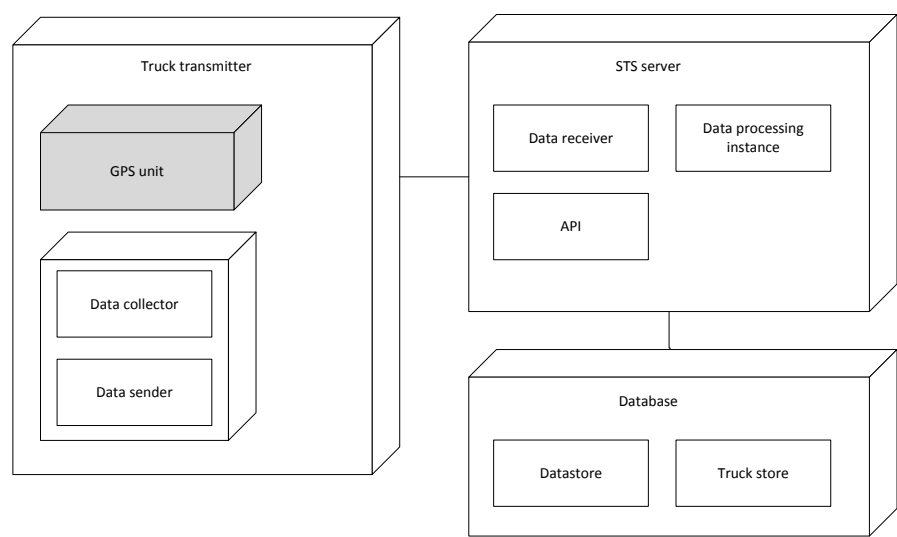 Truck transmitter
GPS unit
Data collector
Data sender
STS server
Data receiver
Data processing
instance
API
Database
Datastore
Truck store